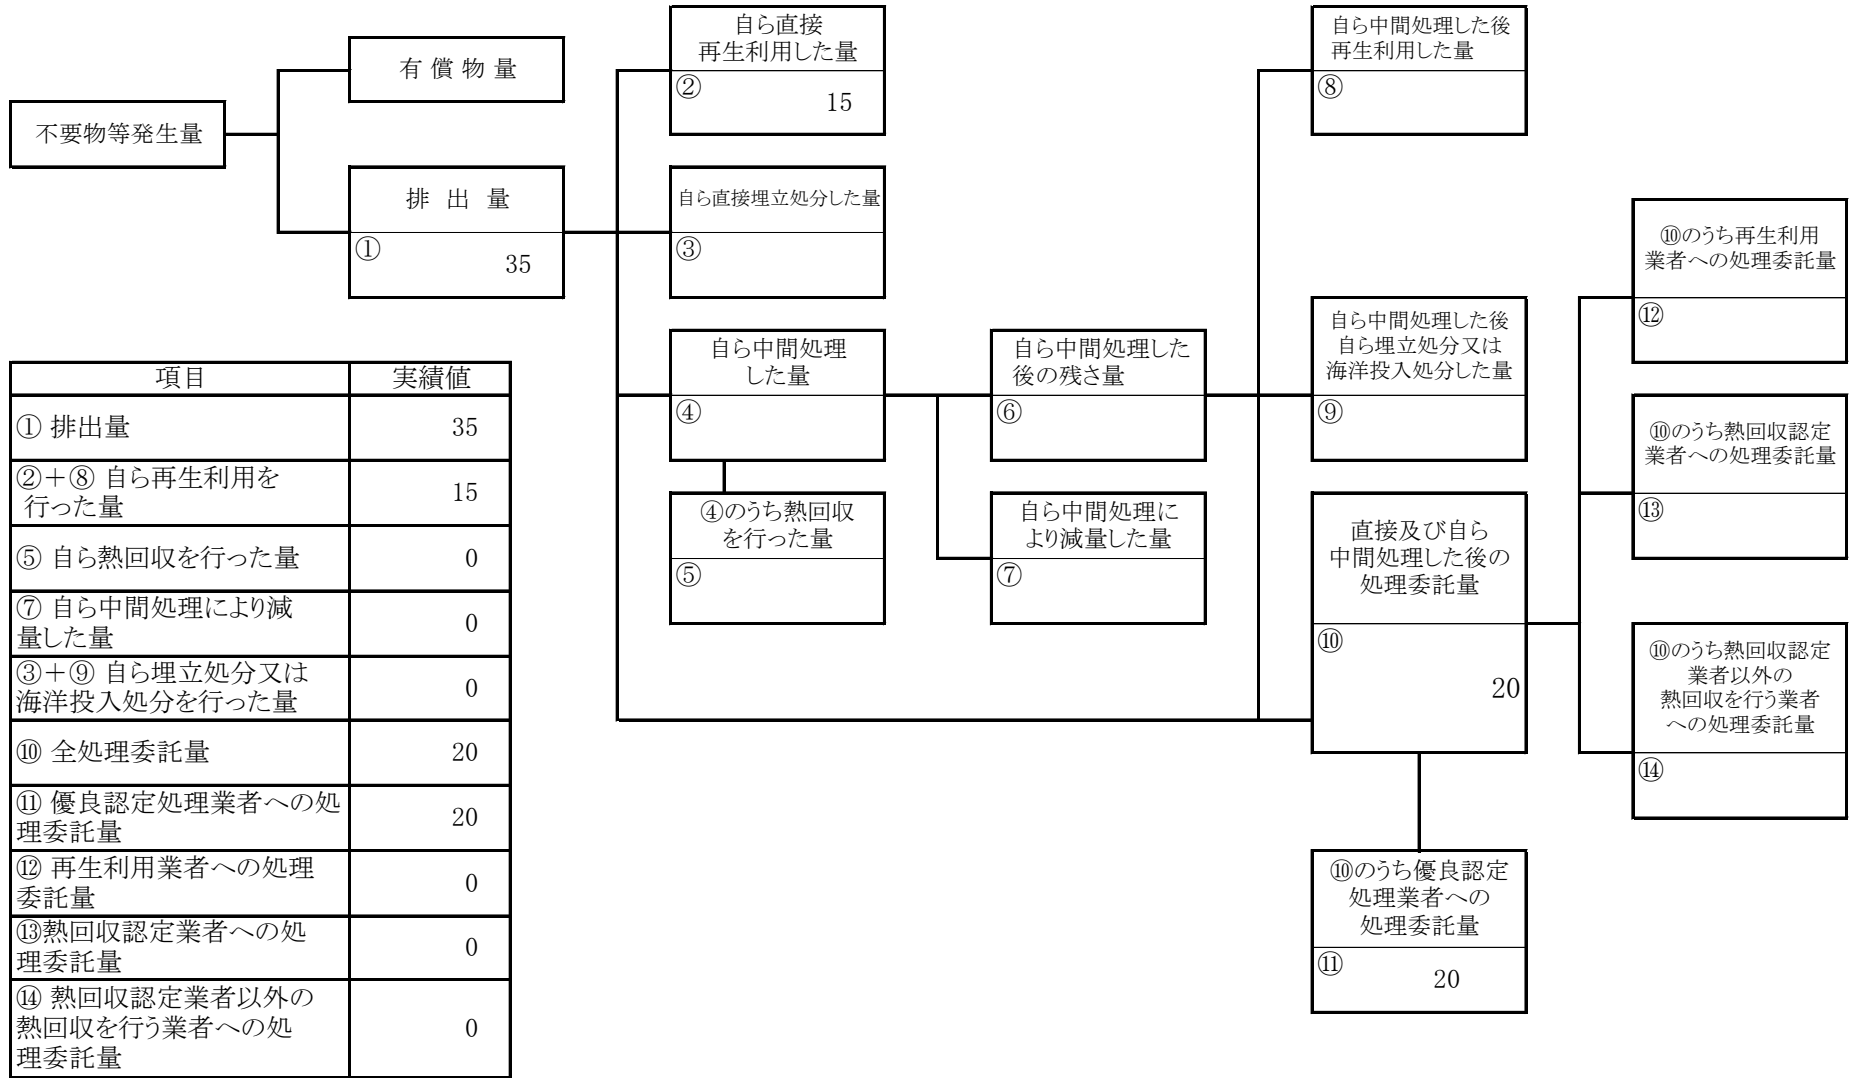 不要物等発生量
有償物量
排出量
①
35
自ら直接
再生利用した量
②
15
自ら直接埋立処分した量
③
自ら中間処理
した量
④
④のうち熱回収
を行った量
⑤
自ら中間処理した
後の残さ量
⑥
自ら中間処理に
より減量した量
⑦
自ら中間処理した後
再生利用した量
⑧
自ら中間処理した後
自ら埋立処分又は
海洋投入処分した量
⑨
直接及び自ら
中間処理した後の
処理委託量
⑩
20
⑩のうち優良認定
処理業者への
処理委託量
⑪
20
⑩のうち再生利用
業者への処理委託量
⑫
⑩のうち熱回収認定
業者への処理委託量
⑬
⑩のうち熱回収認定
業者以外の
熱回収を行う業者
への処理委託量
⑭
項目 実績値
① 排出量 35
②＋⑧ 自ら再生利用を
行った量 15
⑤ 自ら熱回収を行った量 0
⑦ 自ら中間処理により減
量した量 0
③＋⑨ 自ら埋立処分又は
海洋投入処分を行った量 0
⑩ 全処理委託量 20
⑪ 優良認定処理業者への処
理委託量 20
⑫ 再生利用業者への処理
委託量 0
⑬熱回収認定業者への処
理委託量 0
⑭ 熱回収認定業者以外の
熱回収を行う業者への処
理委託量 0